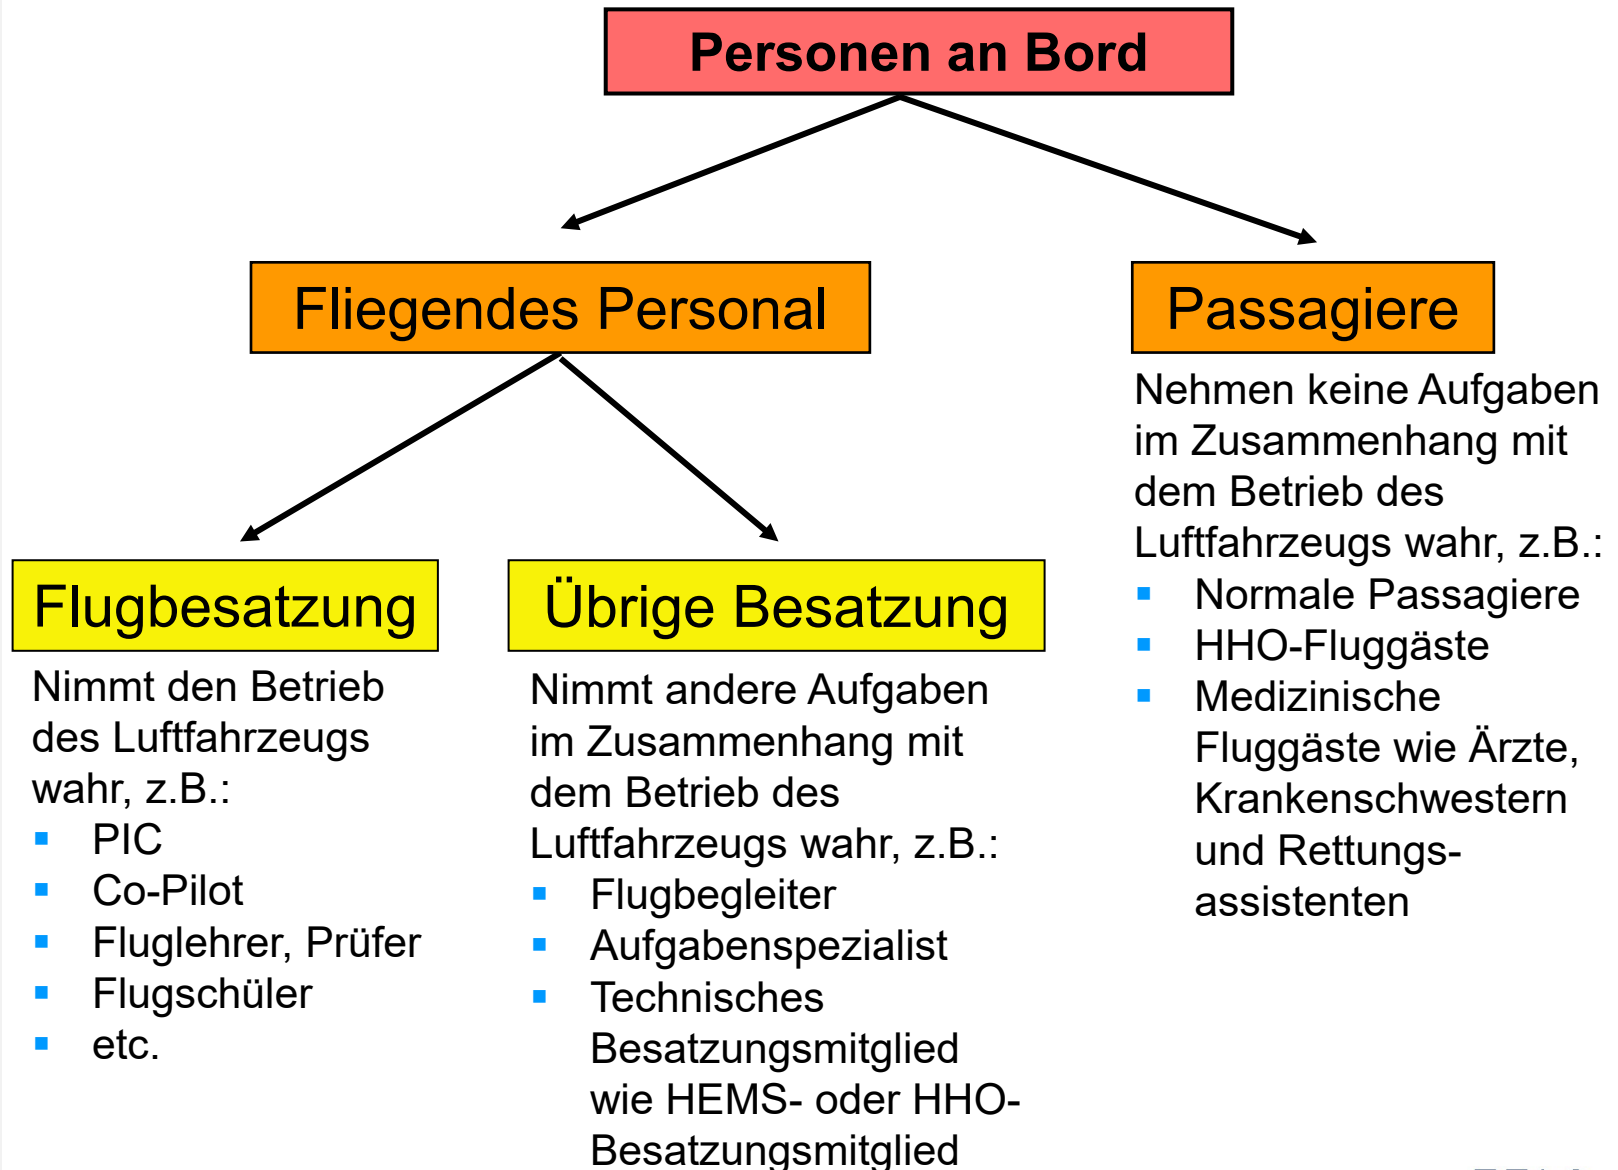 Personen an Bord
Fliegendes Personal
Passagiere
Nehmen keine Aufgaben
im Zusammenhang mit
dem Betrieb des
Luftfahrzeugs wahr, z.B.:
Normale Passagiere
HHO-Fluggäste
Medizinische
Fluggäste wie Ärzte,
Krankenschwestern
und Rettungs-
assistenten
Flugbesatzung
Nimmt den Betrieb
des Luftfahrzeugs
wahr, z.B.:
PIC
Co-Pilot
Fluglehrer, Prüfer
Flugschüler
etc.
Übrige Besatzung
Nimmt andere Aufgaben
im Zusammenhang mit
dem Betrieb des
Luftfahrzeugs wahr, z.B.:
Flugbegleiter
Aufgabenspezialist
Technisches
Besatzungsmitglied
wie HEMS- oder HHO-
Besatzungsmitglied